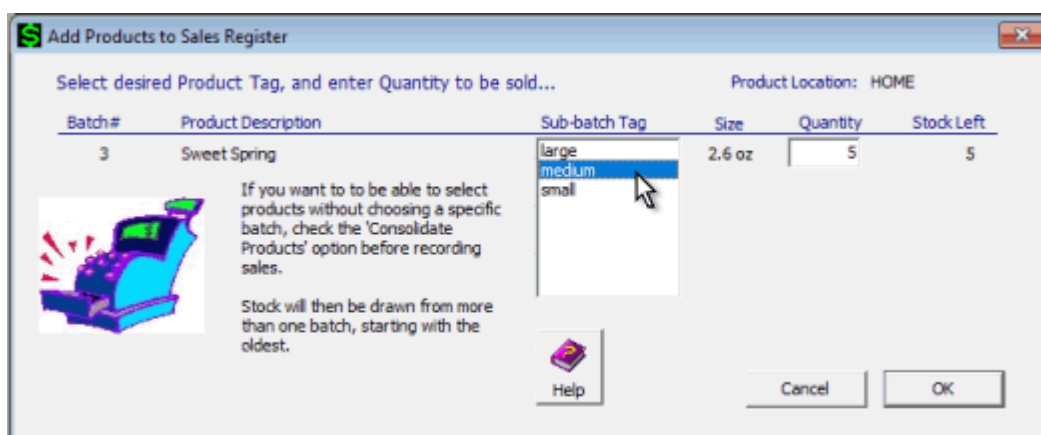 Add Products to Sales Register
Select desired Product Tag, and enter Quantity to be sold... Product Location: HOME
Batch# Product Description Sub-batch Tag Size Quantity Stock Left
3 Sweet Spring large 2.6 oz 5 5
medium
small
If you want to to be able to select
products without choosing a specific
batch, check the 'Consolidate
Products' option before recording
sales.
Stock will then be drawn from more
than one batch, starting with the
oldest.
Help Cancel OK